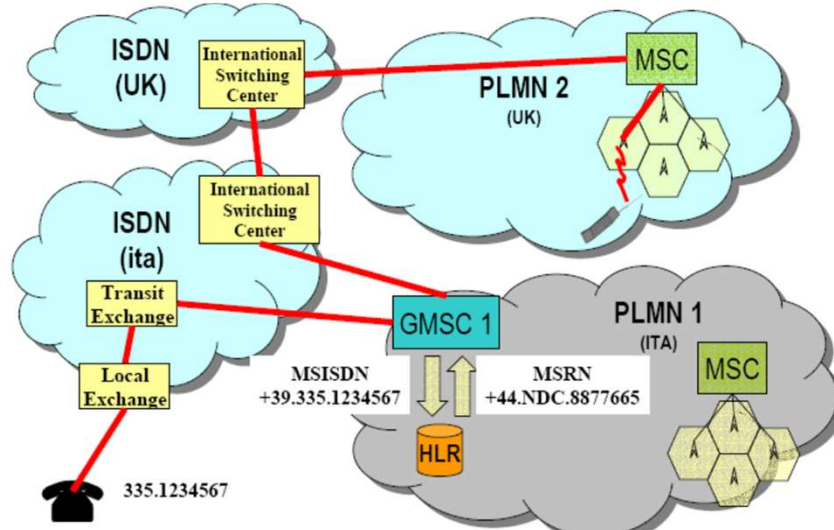 ISDN
(UK)
International
Switching
Center
PLMN 2
(UK)
MSC
ISDN
(ita)
International
Switching
Center
Transit
Exchange
Local
Exchange
GMSC 1
PLMN 1
(ITA)
MSC
MSISDN
+39.335.1234567
MSRN
+44.NDC.8877665
HLR
335.1234567